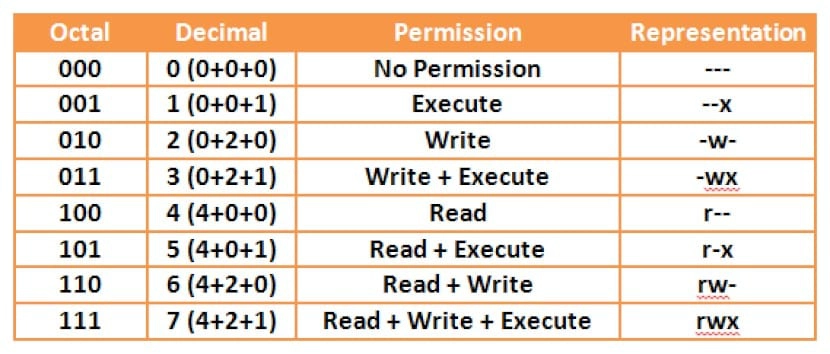 Octal Decimal Permission Representation
000 0 (0+0+0) No Permission ---
001 1 (0+0+1) Execute --x
010 2 (0+2+0) Write -w-
011 3 (0+2+1) Write + Execute -wx
100 4 (4+0+0) Read r--
101 5 (4+0+1) Read + Execute r-x
110 6 (4+2+0) Read + Write rw-
111 7 (4+2+1) Read + Write + Execute rwx